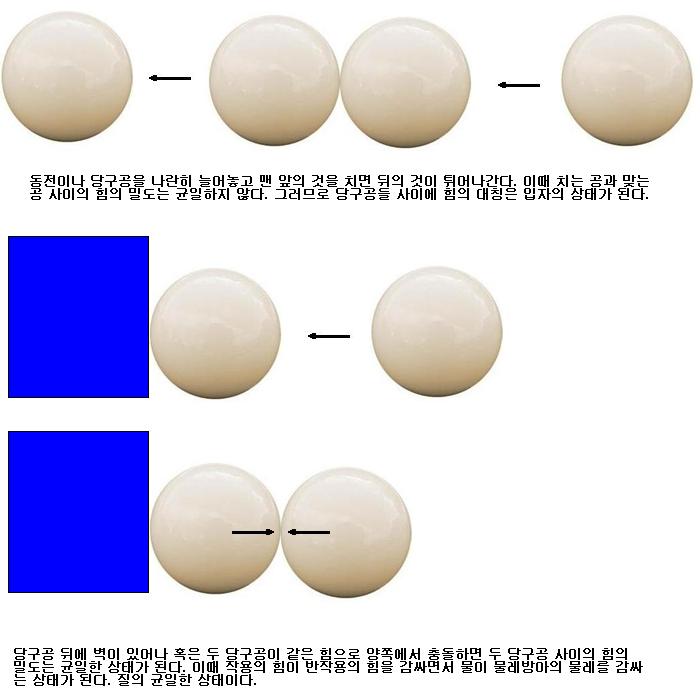 동전이나 당구공을 나란히 늘어놓고 맨 앞의 것을 치면 뒤의 것이 튀어나간다. 이때 치는 공과 맞는
공 사이의 힘의 밀도는 균일하지 않다. 그러므로 당구공들 사이에 힘의 대칭은 입자의 상태가 된다.
당구공 뒤에 벽이 있어나 혹은 두 당구공이 같은 힘으로 양쪽에서 충돌하면 두 당구공 사이의 힘의
밀도는 균일한 상태가 된다. 이때 작용의 힘이 반작용의 힘을 감싸면서 물이 물레방아의 물레를 감싸
는 상태가 된다. 질의 균일한 상태이다.